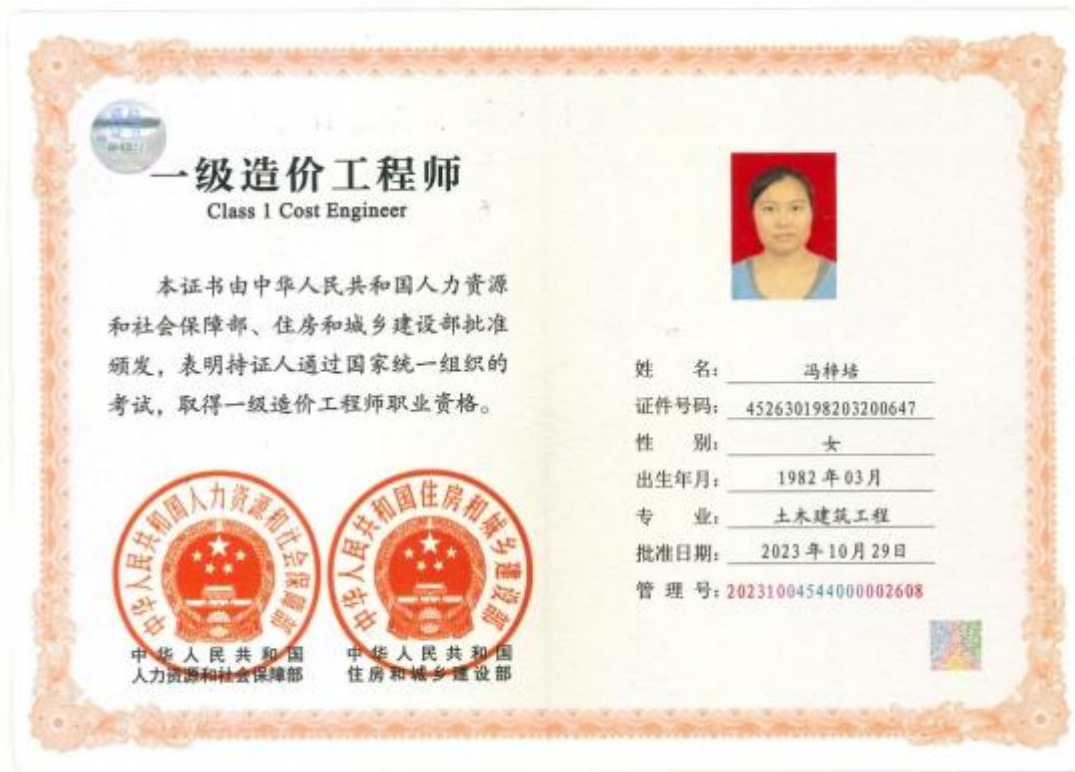 一级造价工程师
Class 1 Cost Engineer
本证书由中华人民共和国人力资源
和社会保障部、住房和城乡建设部批准
颁发，表明持证人通过国家统一组织的
考试，取得一级造价工程师职业资格。
中华人民共和国人力资源和社会保障部
中华人民共和国
人力资源和社会保障部
中华人民共和国住房和城乡建设部
中华人民共和国
住房和城乡建设部
姓 名： 冯梓培
证件号码： 452630198203200647
性 别： 女
出生年月： 1982年03月
专 业： 土木建筑工程
批准日期： 2023年10月29日
管 理 号：20231004544000002608